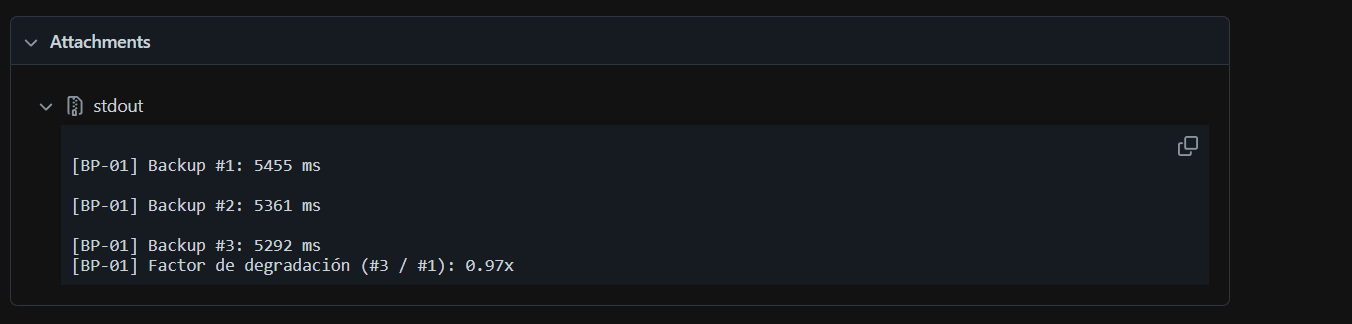 Attachments
stdout
[BP-01] Backup #1: 5455 ms
[BP-01] Backup #2: 5361 ms
[BP-01] Backup #3: 5292 ms
[BP-01] Factor de degradación (#3 / #1): 0.97x